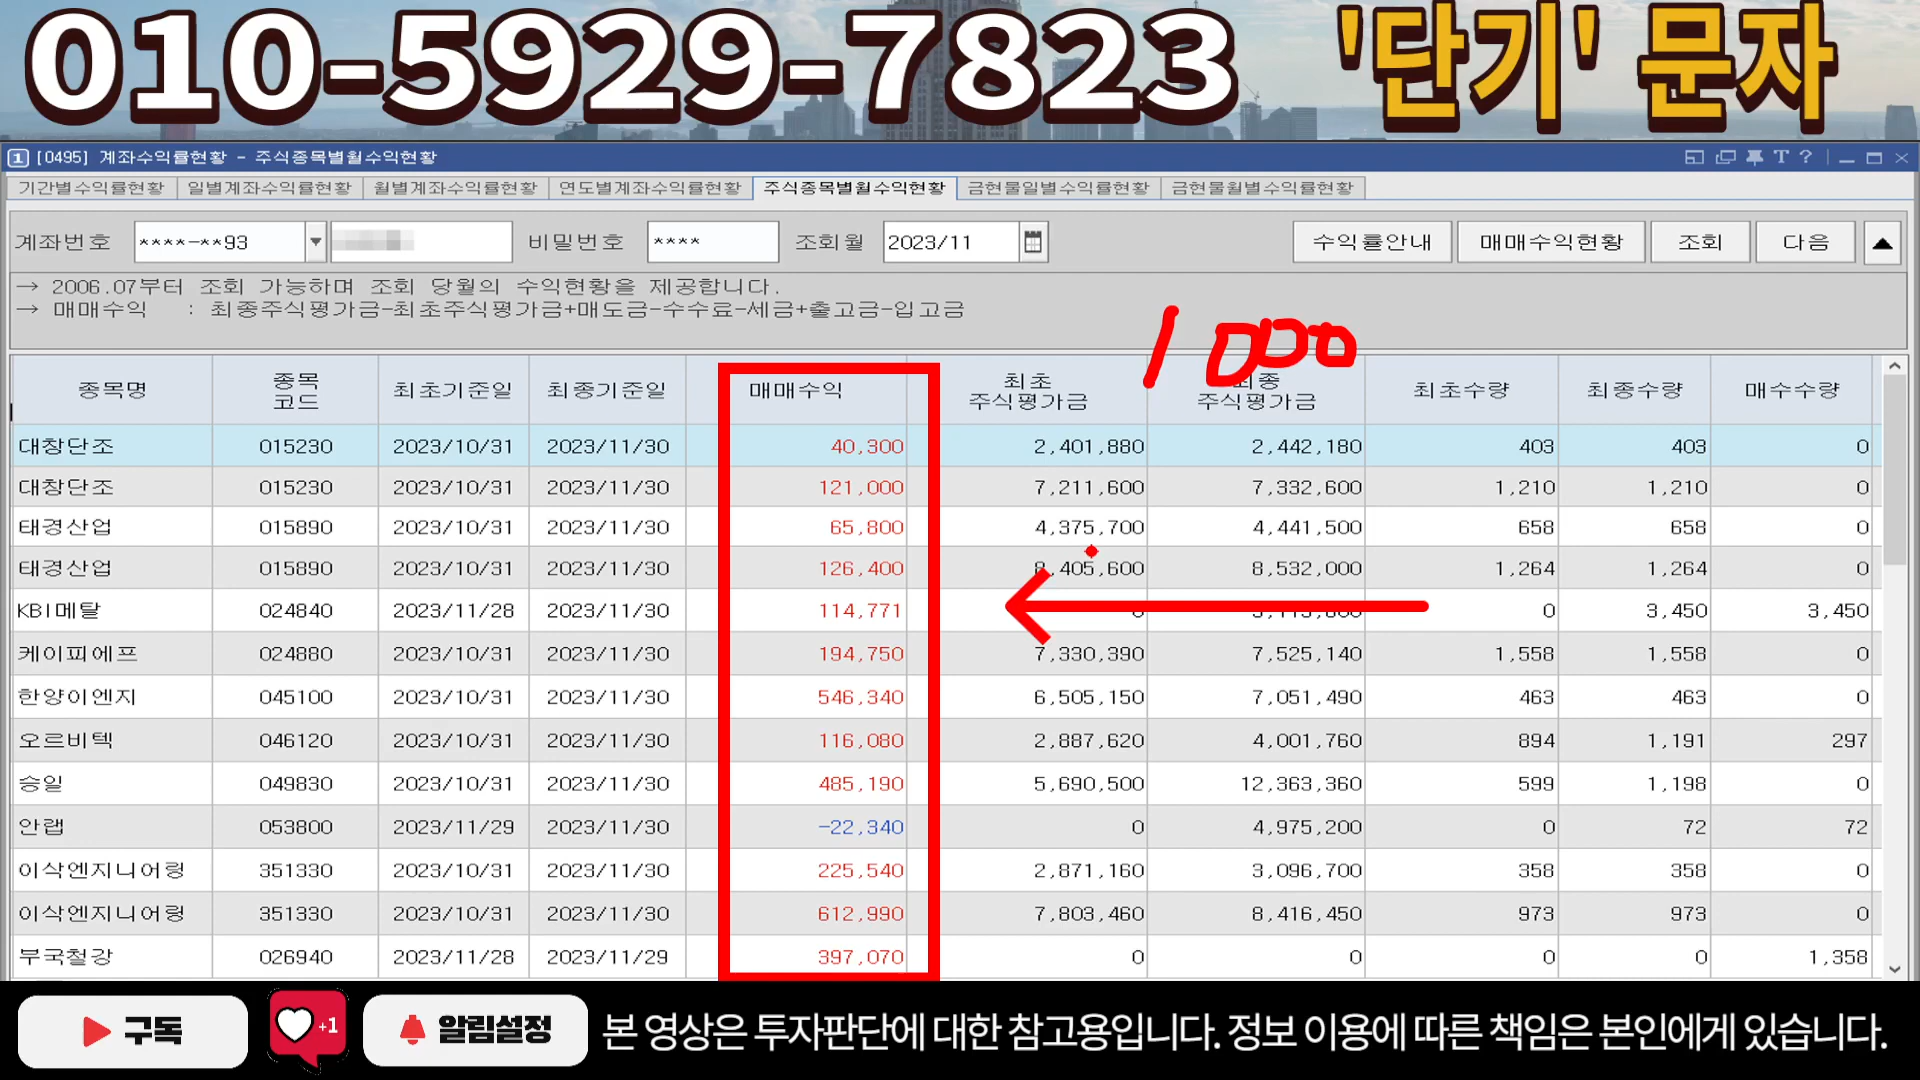 010-5929-7823 '단기' 문자
1 [0495] 계좌수익률현황 - 주식종목별월수익현황 T ?
기간별수익률현황 일별계좌수익률현황 월별계좌수익률현황 연도별계좌수익률현황 주식종목별월수익현황 금현물일별수익률현황 금현물월별수익률현황
계좌번호 ****-**93 비밀번호 **** 조회월 2023/11 수익률안내 매매수익현황 조회 다음
→ 2006.07부터 조회 가능하며 조회 당월의 수익현황을 제공합니다.
→ 매매수익 : 최종주식평가금-최초주식평가금+매도금-수수료-세금+출고금-입고금
1000
종목명 종목코드 최초기준일 최종기준일 매매수익 최초주식평가금 최종주식평가금 최초수량 최종수량 매수수량
대창단조 015230 2023/10/31 2023/11/30 40,300 2,401,880 2,442,180 403 403 0
대창단조 015230 2023/10/31 2023/11/30 121,000 7,211,600 7,332,600 1,210 1,210 0
태경산업 015890 2023/10/31 2023/11/30 65,800 4,375,700 4,441,500 658 658 0
태경산업 015890 2023/10/31 2023/11/30 126,400 8,405,600 8,532,000 1,264 1,264 0
KBI메탈 024840 2023/11/28 2023/11/30 114,771 0 0 3,450 3,450
케이피에프 024880 2023/10/31 2023/11/30 194,750 7,330,390 7,525,140 1,558 1,558 0
한양이엔지 045100 2023/10/31 2023/11/30 546,340 6,505,150 7,051,490 463 463 0
오르비텍 046120 2023/10/31 2023/11/30 116,080 2,887,620 4,001,760 894 1,191 297
승일 049830 2023/10/31 2023/11/30 485,190 5,690,500 12,363,360 599 1,198 0
안랩 053800 2023/11/29 2023/11/30 -22,340 0 4,975,200 0 72 72
이삭엔지니어링 351330 2023/10/31 2023/11/30 225,540 2,871,160 3,096,700 358 358 0
이삭엔지니어링 351330 2023/10/31 2023/11/30 612,990 7,803,460 8,416,450 973 973 0
부국철강 026940 2023/11/28 2023/11/29 397,070 0 0 0 0 1,358
구독 +1 알림설정 본 영상은 투자판단에 대한 참고용입니다. 정보 이용에 따른 책임은 본인에게 있습니다.